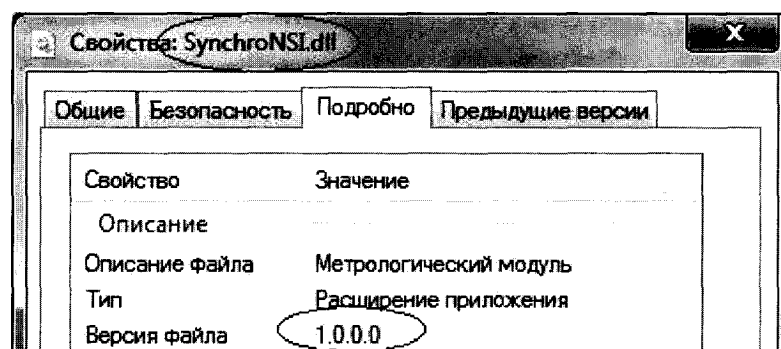 Свойства: SynchroNSI.dll
Общие Безопасность Подробно Предыдущие версии
Свойство Значение
Описание
Описание файла Метрологический модуль
Тип Расширение приложения
Версия файла 1.0.0.0